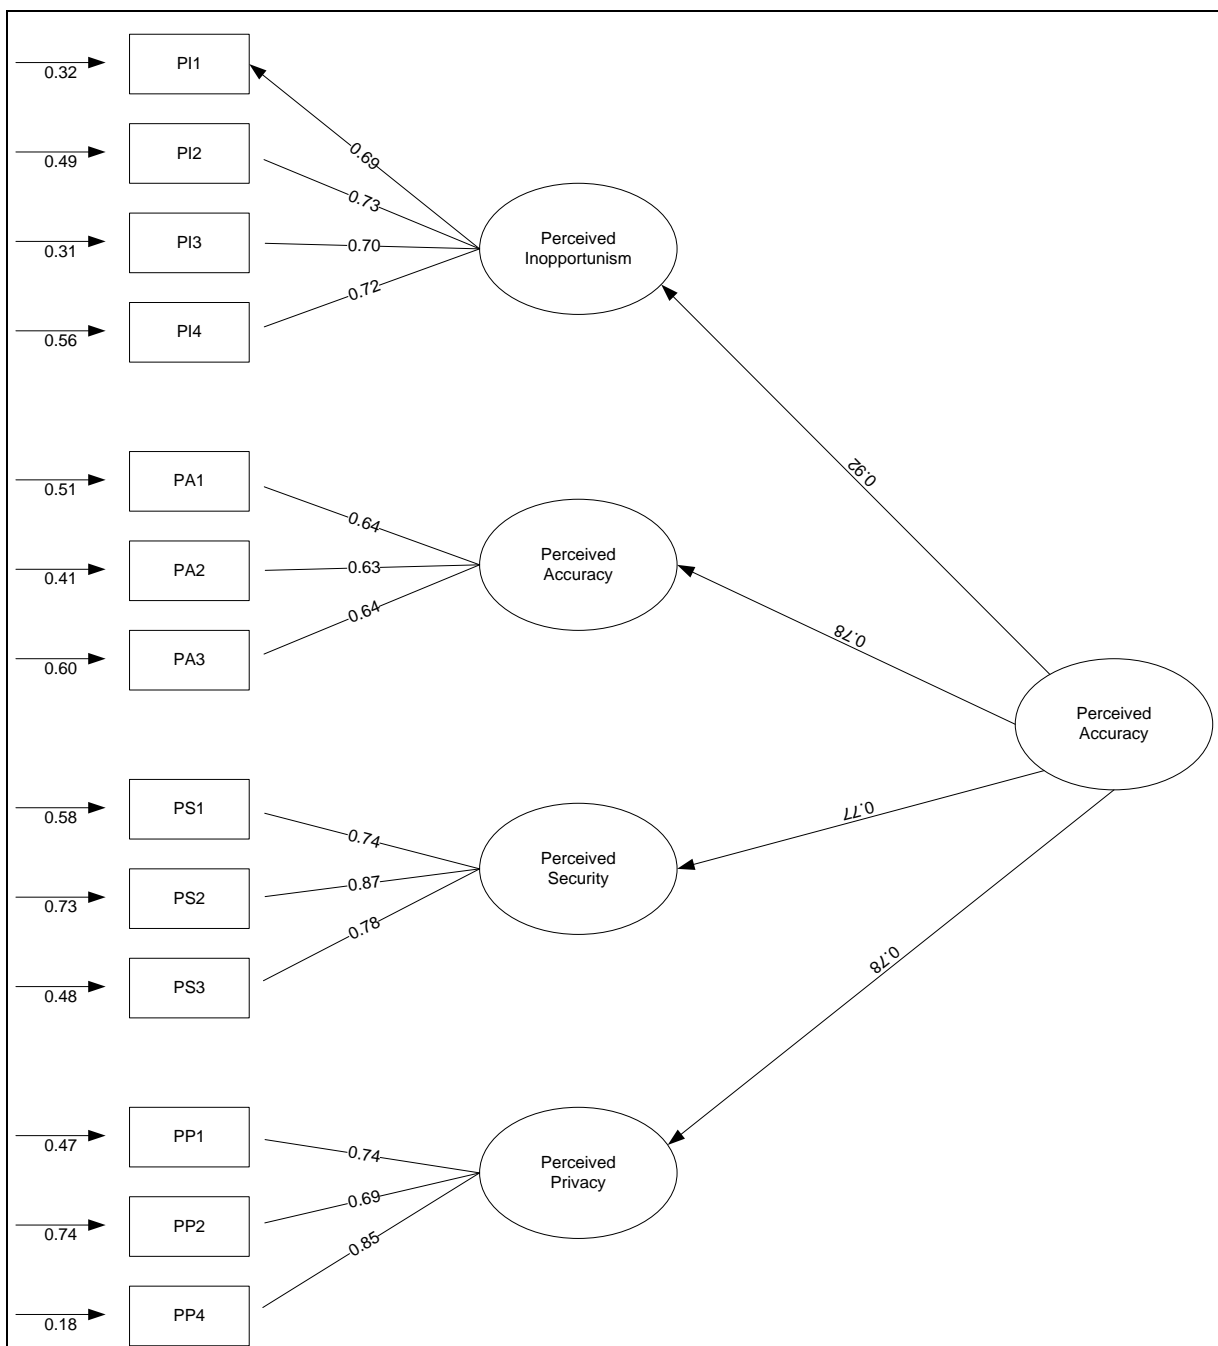 PI1
0.32
0.69
PI2
0.49
0.73
PI3
0.31
0.70
PI4
0.56
0.72
Perceived
Inopportunism
0.92
PA1
0.51
0.64
PA2
0.41
0.63
PA3
0.60
0.64
Perceived
Accuracy
0.78
Perceived
Accuracy
PS1
0.58
0.74
PS2
0.73
0.87
PS3
0.48
0.78
Perceived
Security
0.77
PP1
0.47
0.74
PP2
0.74
0.69
PP4
0.18
0.85
Perceived
Privacy
0.78